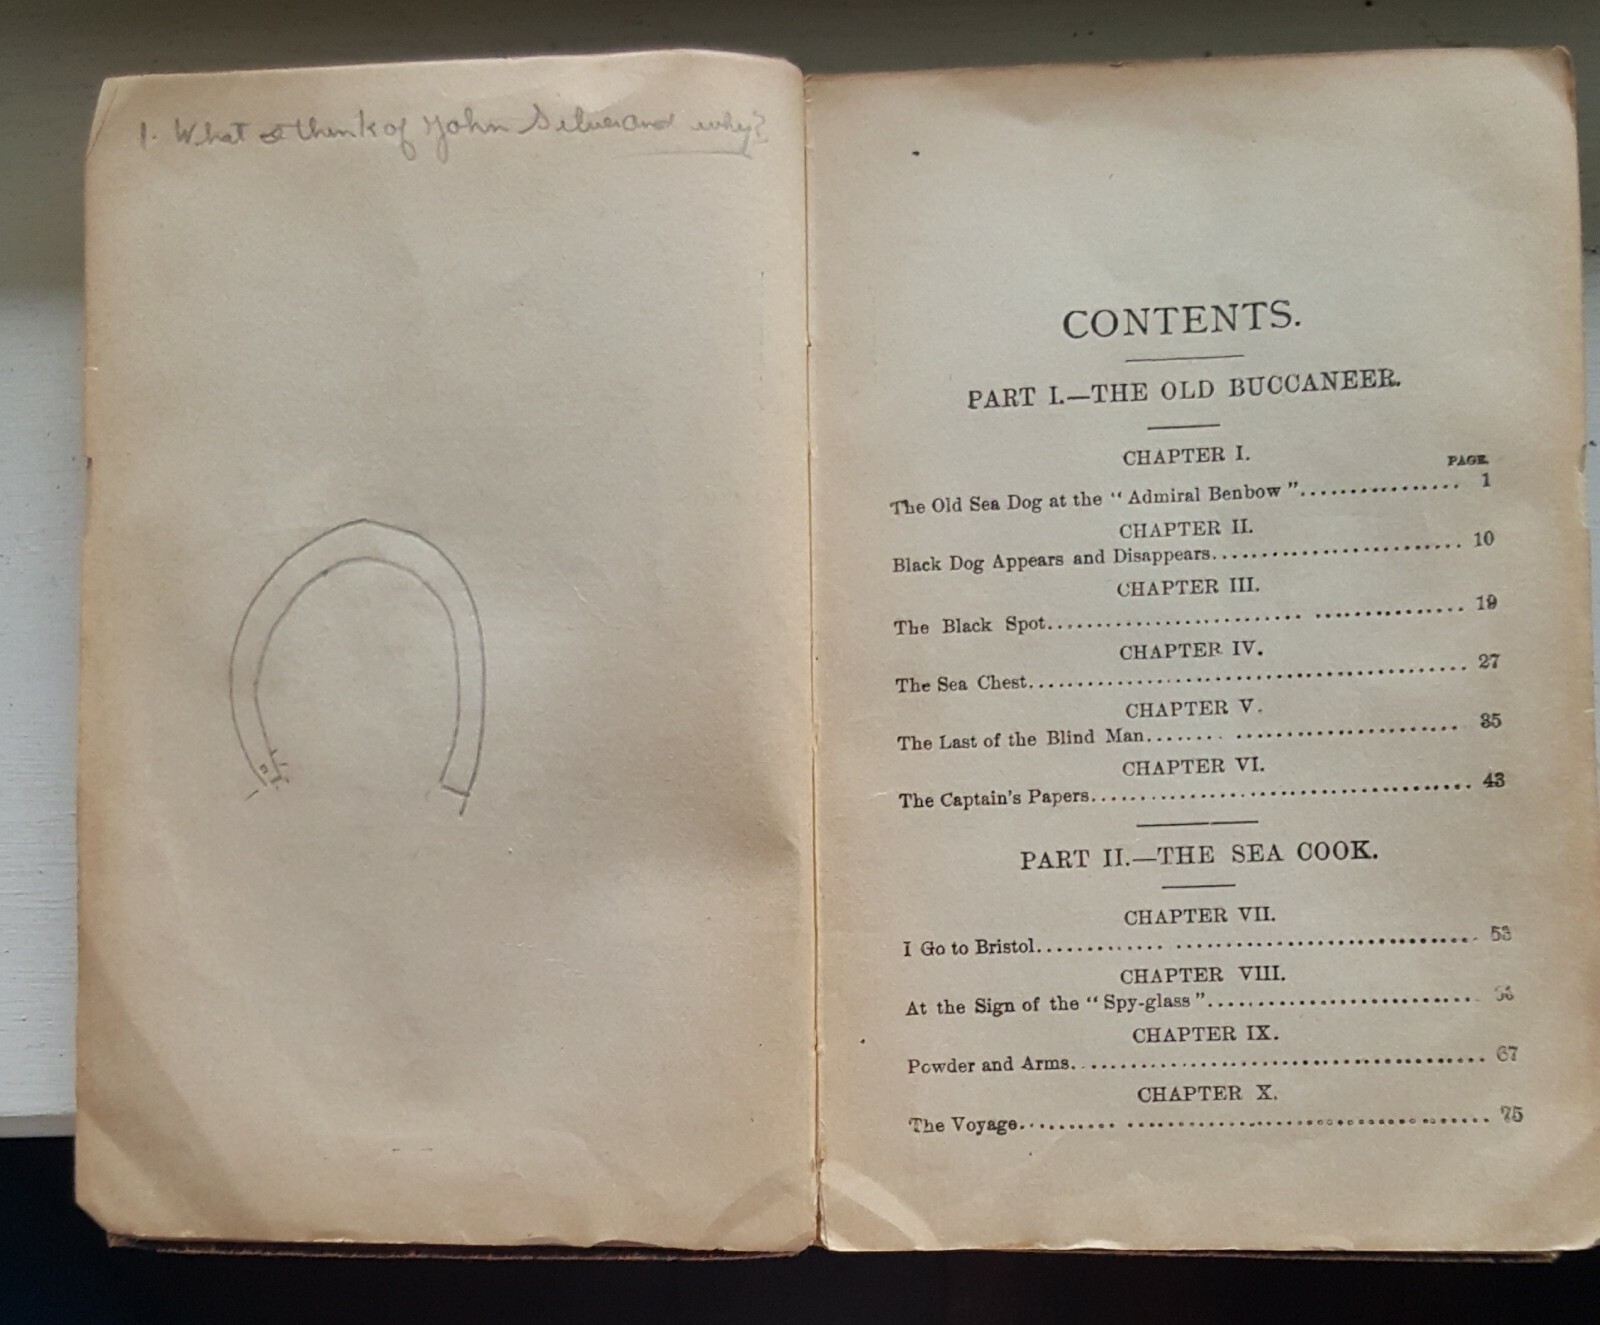 1. What I think of John Silver and why?
CONTENTS.
PART I.—THE OLD BUCCANEER.
CHAPTER I.
PAGE.
The Old Sea Dog at the "Admiral Benbow"................ 1
CHAPTER II.
Black Dog Appears and Disappears.......................... 10
CHAPTER III.
The Black Spot.......................... ............... 19
CHAPTER IV.
The Sea Chest............................................. 27
CHAPTER V.
The Last of the Blind Man........ ....................... 35
CHAPTER VI.
The Captain's Papers....................................... 43
PART II.—THE SEA COOK.
CHAPTER VII.
I Go to Bristol............. ............................... 53
CHAPTER VIII.
At the Sign of the "Spy-glass"............................
CHAPTER IX.
Powder and Arms.......................................... 67
CHAPTER X.
The Voyage.......... ..................................... 75